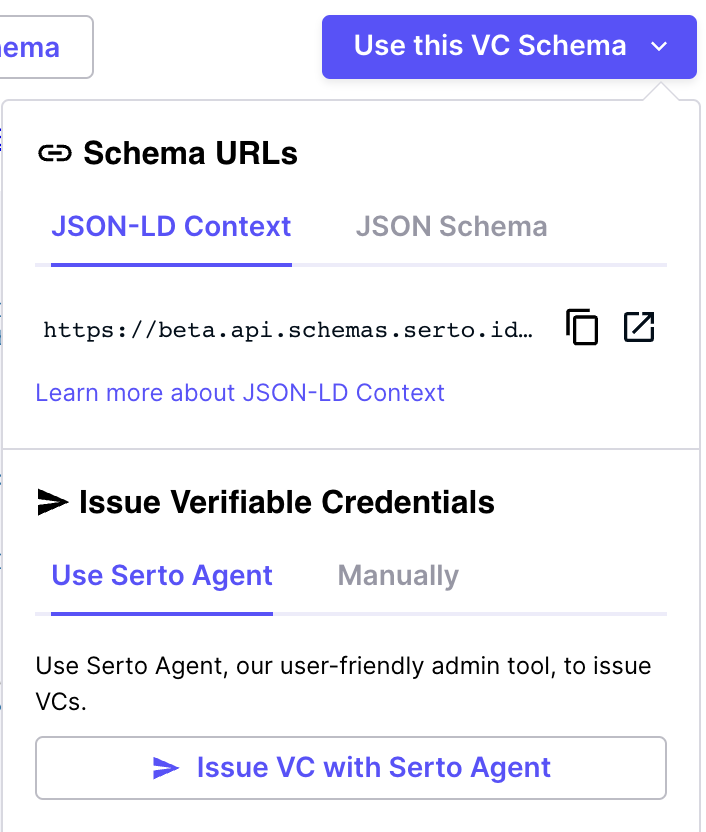 ema
Use this VC Schema
Schema URLs
JSON-LD Context
JSON Schema
https://beta.api.schemas.serto.id…
Learn more about JSON-LD Context
Issue Verifiable Credentials
Use Serto Agent
Manually
Use Serto Agent, our user-friendly admin tool, to issue
VCs.
Issue VC with Serto Agent